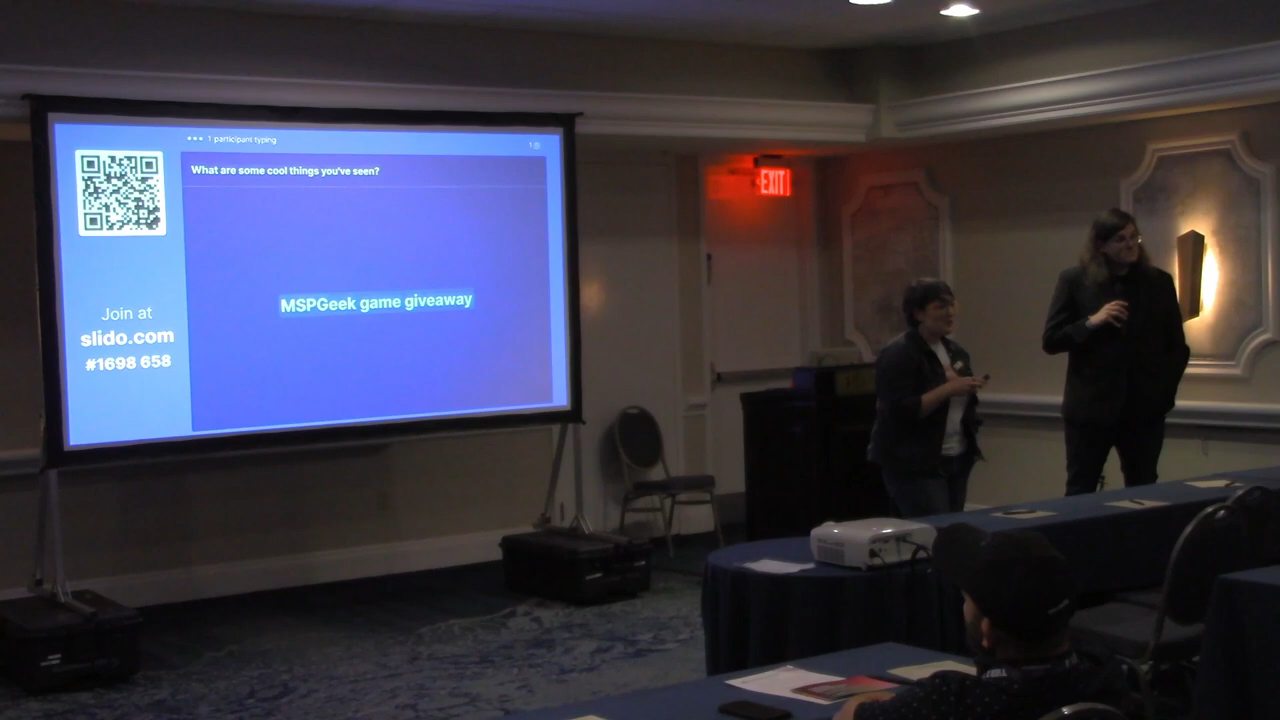 1 participant typing
1
What are some cool things you've seen?
MSPGeek game giveaway
Join at
slido.com
#1698 658
EXIT